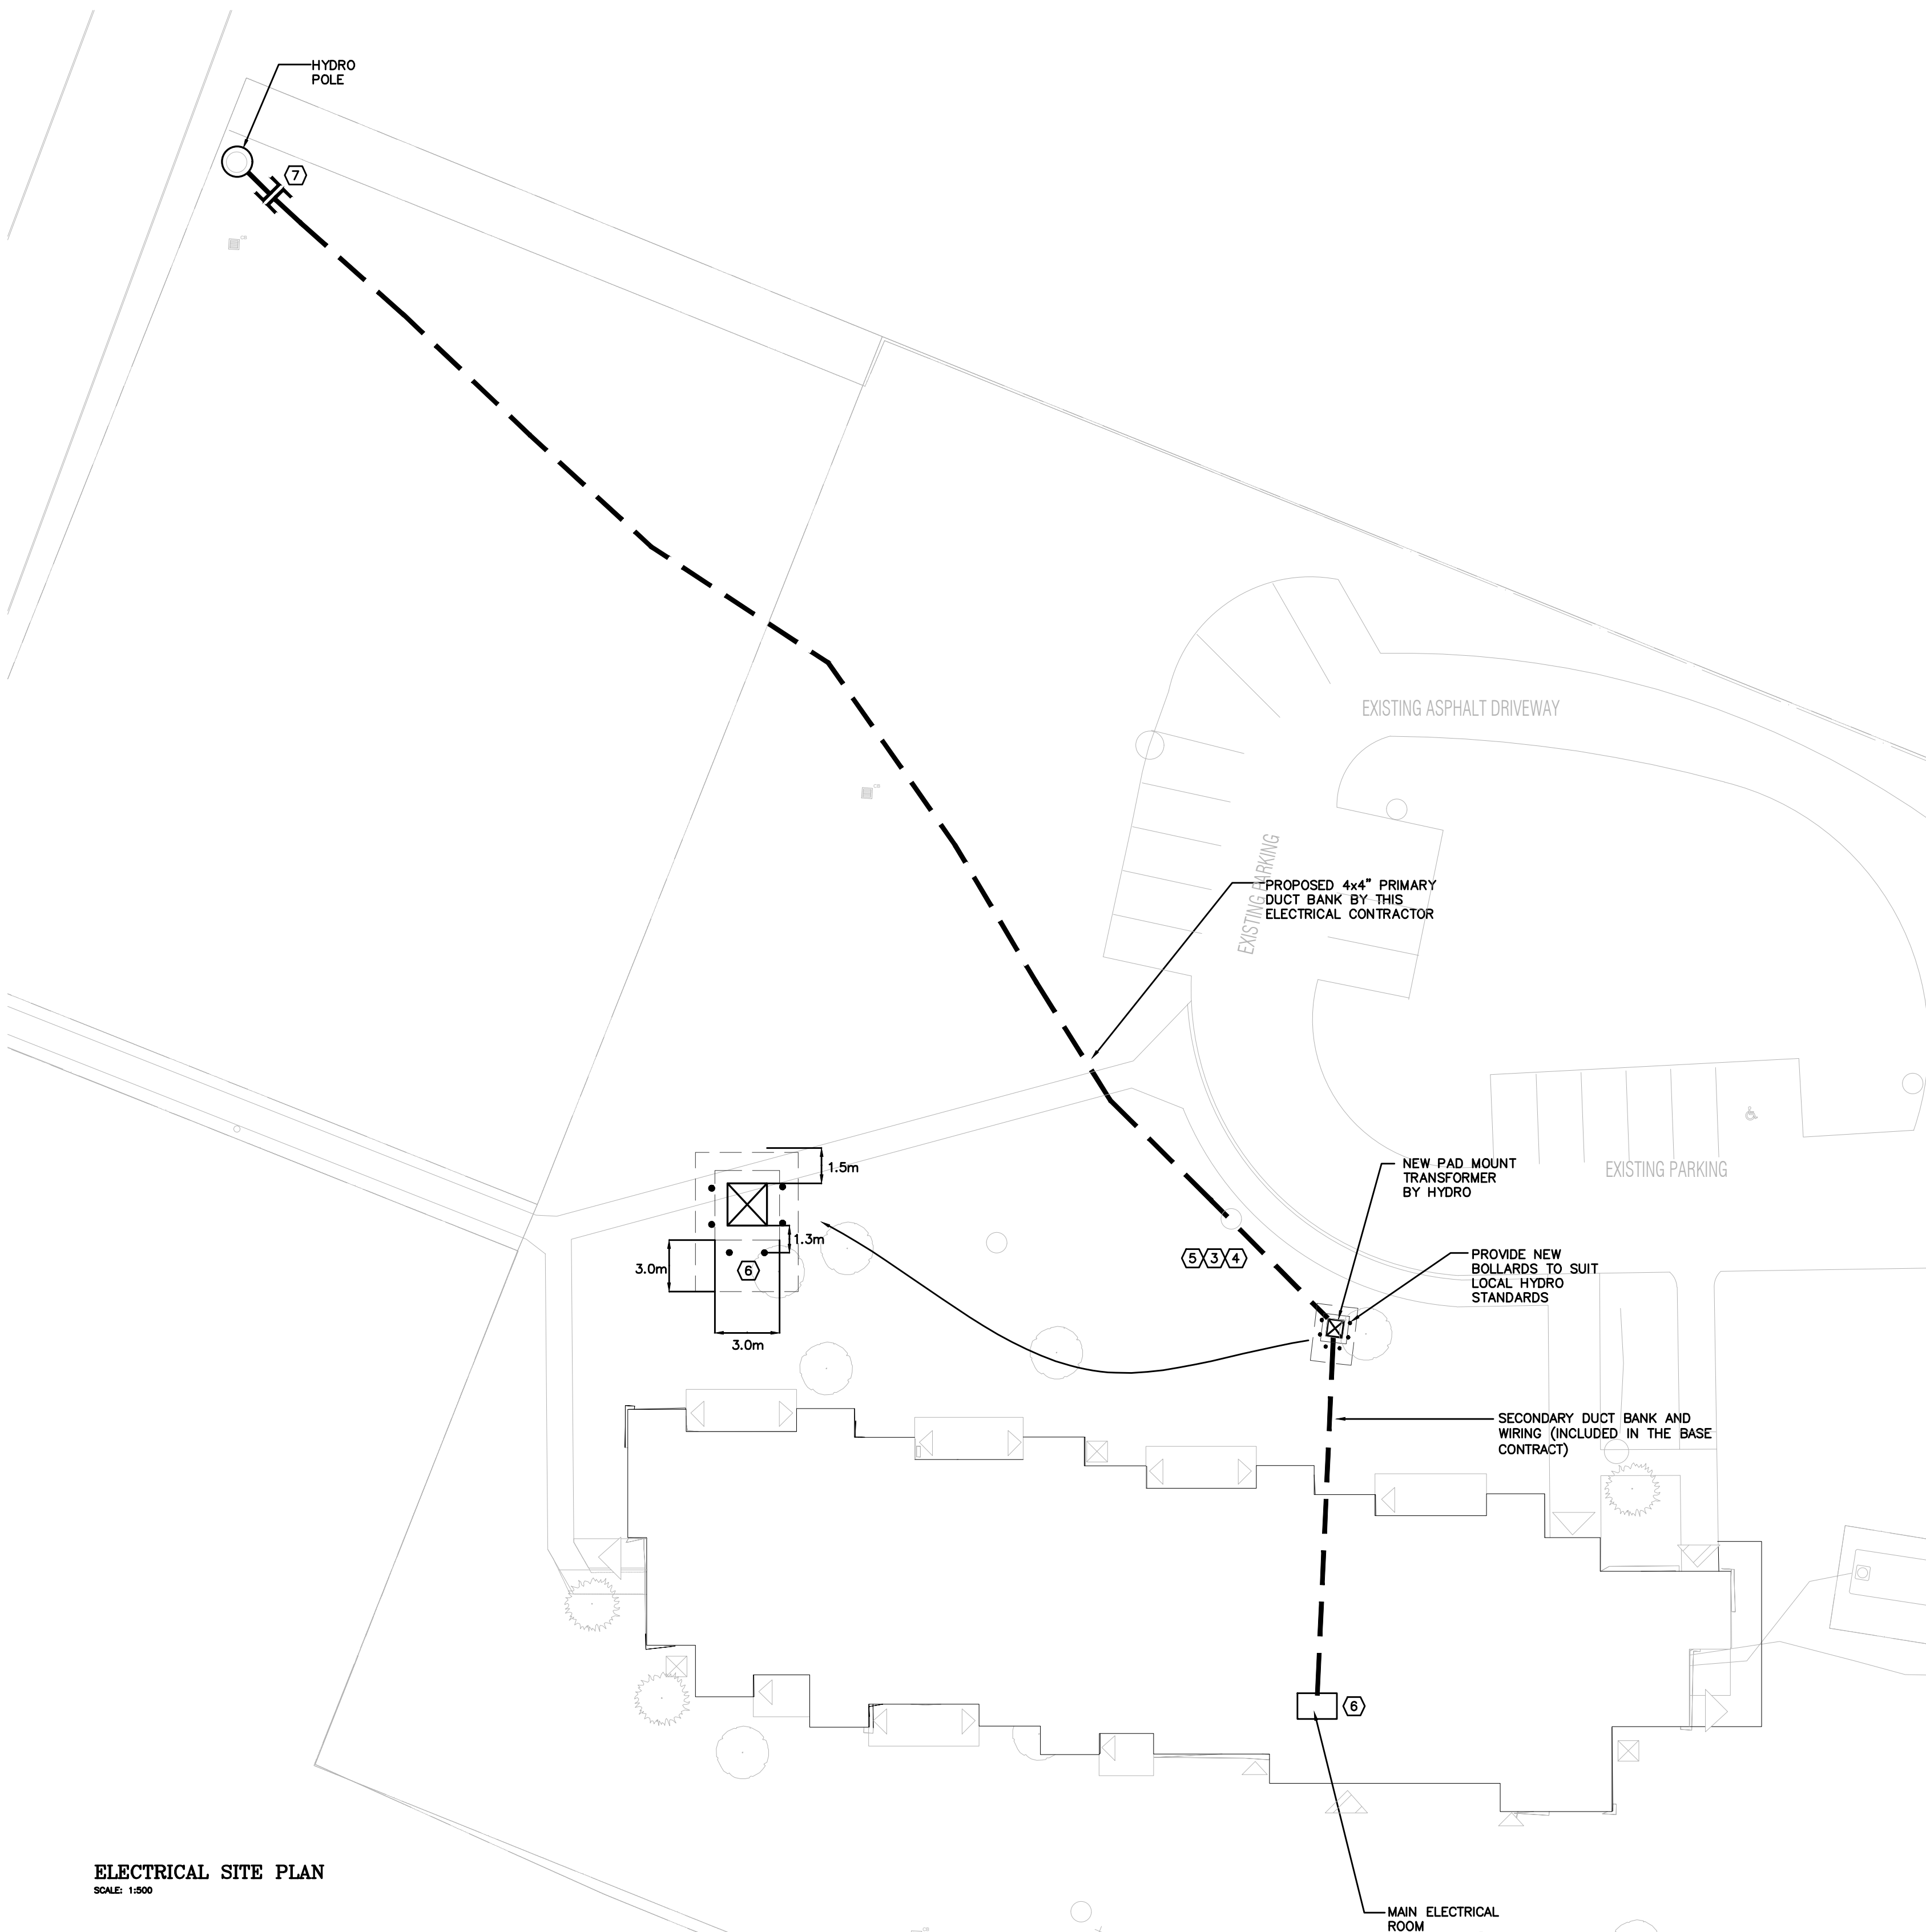 HYDRO
POLE
7
CB
EXISTING ASPHALT DRIVEWAY
CB
EXISTING PARKING
PROPOSED 4x4" PRIMARY
DUCT BANK BY THIS
ELECTRICAL CONTRACTOR
1.5m
NEW PAD MOUNT
TRANSFORMER
BY HYDRO
EXISTING PARKING
1.3m
3.0m
6
3.0m
5 3 4
PROVIDE NEW
BOLLARDS TO SUIT
LOCAL HYDRO
STANDARDS
SECONDARY DUCT BANK AND
WIRING (INCLUDED IN THE BASE
CONTRACT)
6
ELECTRICAL SITE PLAN
SCALE: 1:500
MAIN ELECTRICAL
ROOM
CB